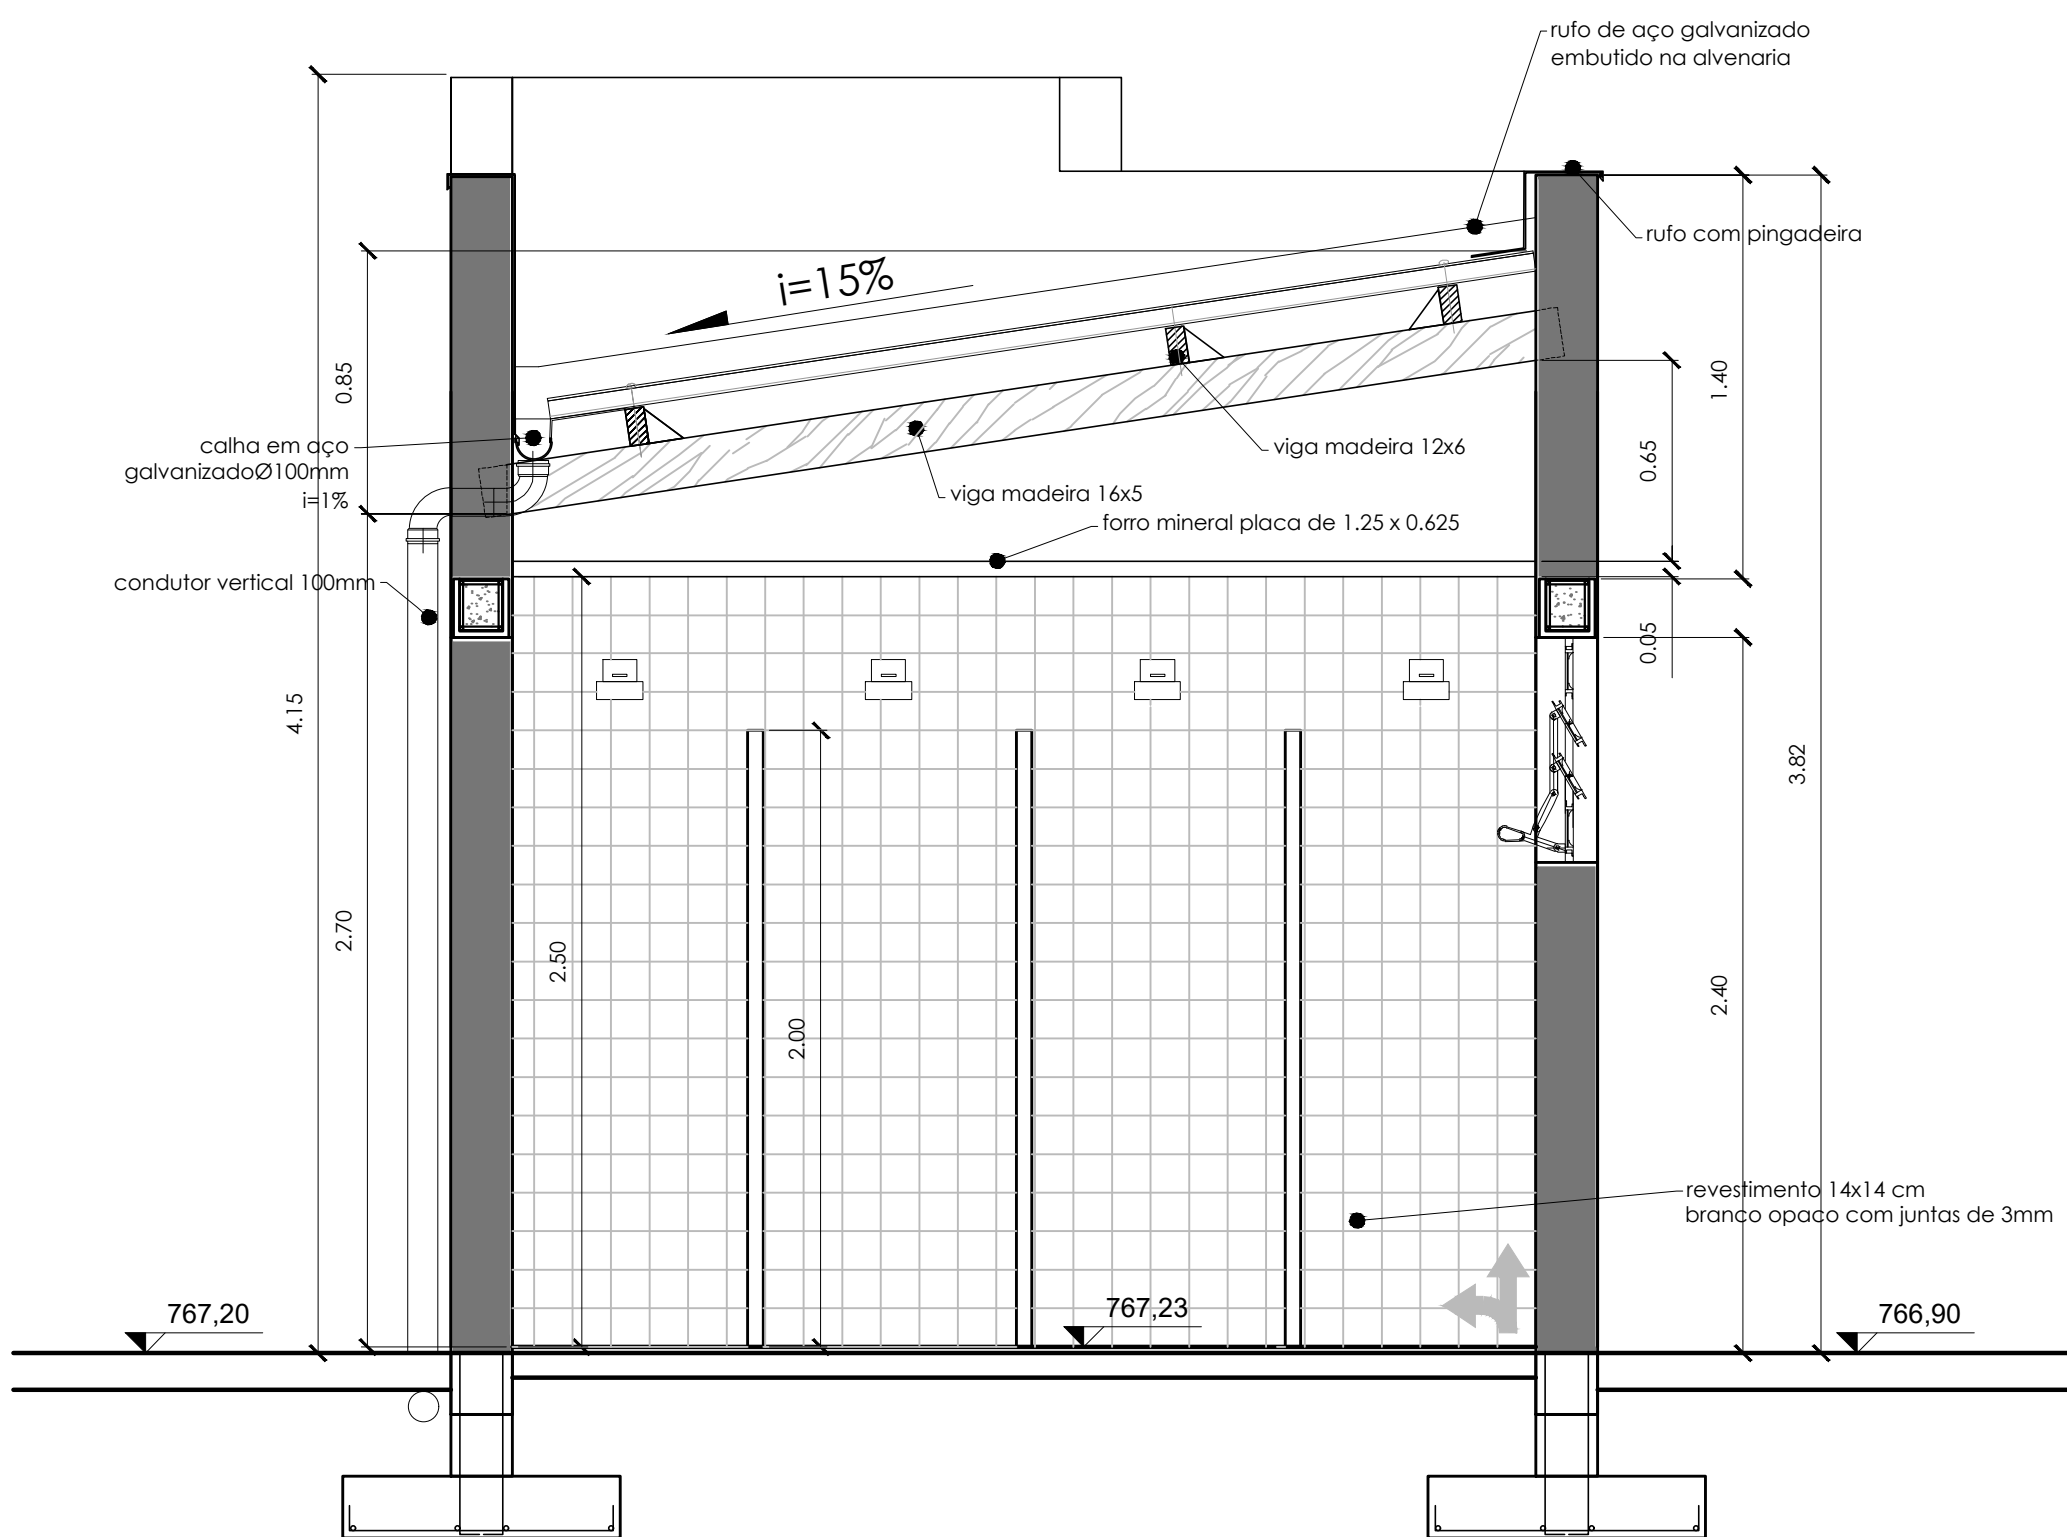 rufo de aço galvanizado
embutido na alvenaria
rufo com pingadeira
i=15%
0.85
1.40
calha em aço
galvanizadoØ100mm
i=1%
viga madeira 12x6
0.65
viga madeira 16x5
forro mineral placa de 1.25 x 0.625
condutor vertical 100mm
0.05
4.15
3.82
2.70
2.50
2.40
2.00
revestimento 14x14 cm
branco opaco com juntas de 3mm
767,20
767,23
766,90